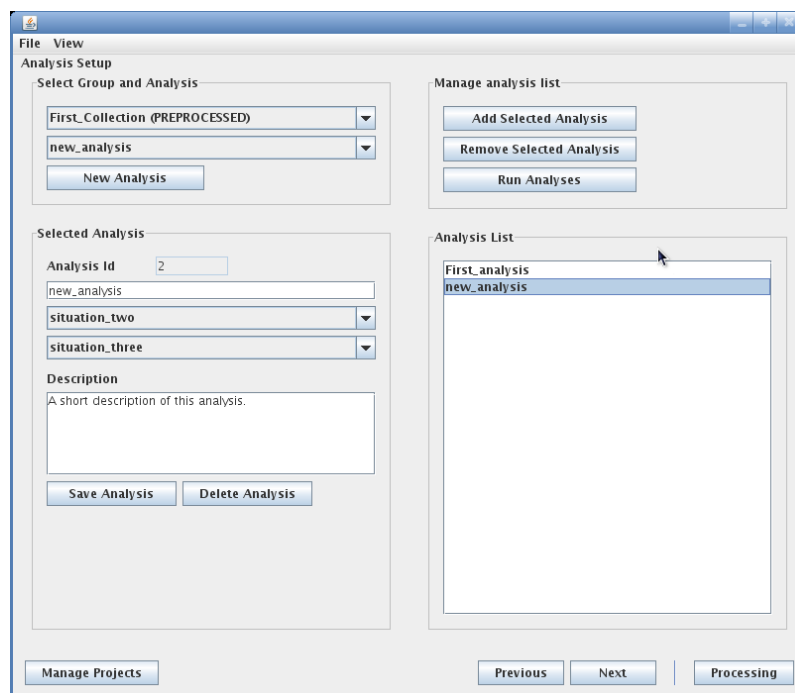 File View
Analysis Setup
Select Group and Analysis
First_Collection (PREPROCESSED)
new_analysis
New Analysis
Manage analysis list
Add Selected Analysis
Remove Selected Analysis
Run Analyses
Selected Analysis
Analysis Id 2
new_analysis
situation_two
situation_three
Description
A short description of this analysis.
Save Analysis Delete Analysis
Analysis List
First_analysis
new_analysis
Manage Projects Previous Next Processing